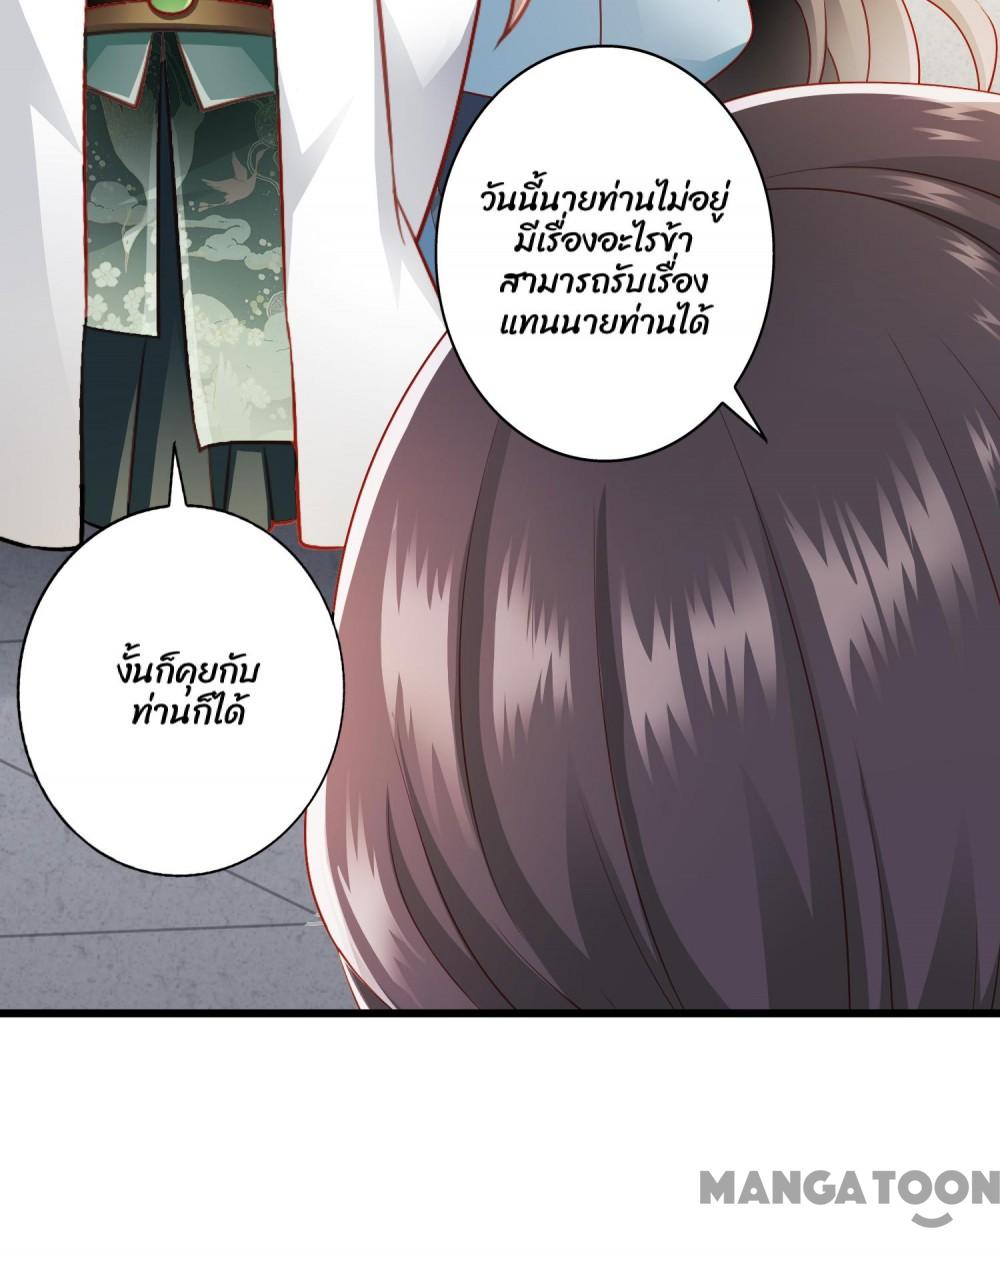 วันนี้นายท่านไม่อยู่
มีเรื่องอะไรข้า
สามารถรับเรื่อง
แทนนายท่านได้
งั้นก็คุยกับ
ท่านก็ได้
MANGATOON